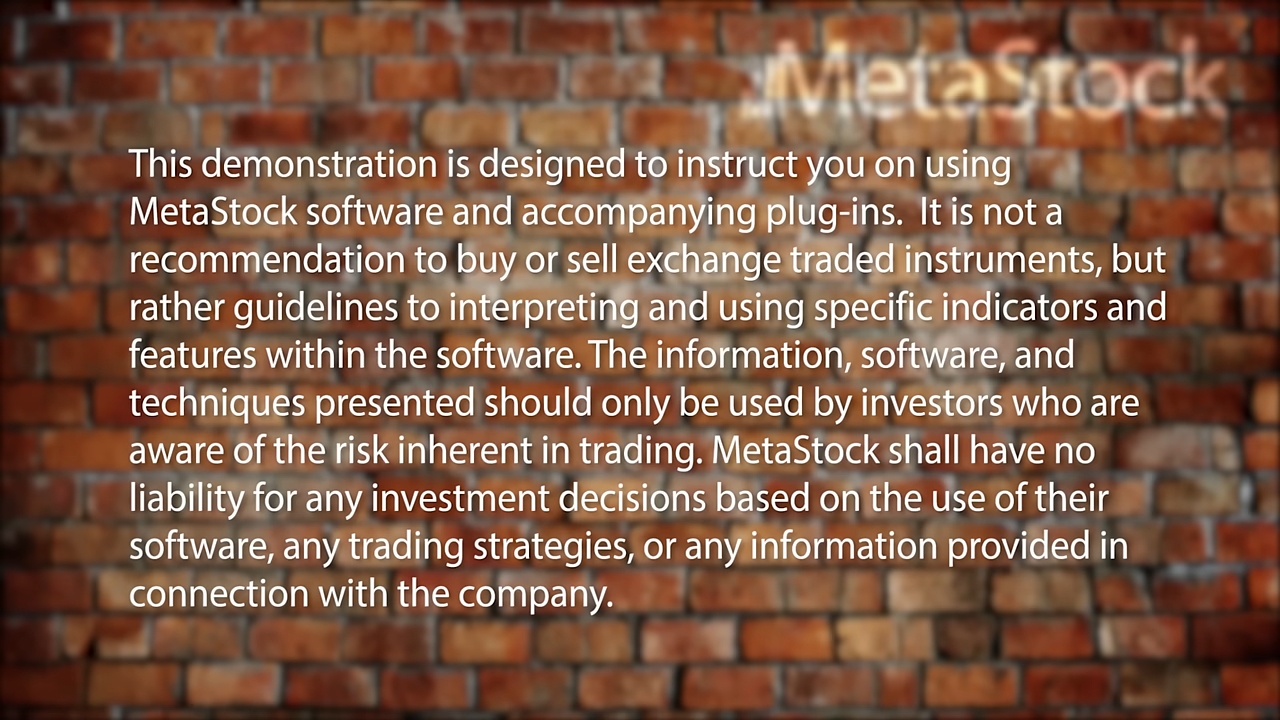 MetaStock
This demonstration is designed to instruct you on using
MetaStock software and accompanying plug-ins.  It is not a
recommendation to buy or sell exchange traded instruments, but
rather guidelines to interpreting and using specific indicators and
features within the software. The information, software, and
techniques presented should only be used by investors who are
aware of the risk inherent in trading. MetaStock shall have no
liability for any investment decisions based on the use of their
software, any trading strategies, or any information provided in
connection with the company.